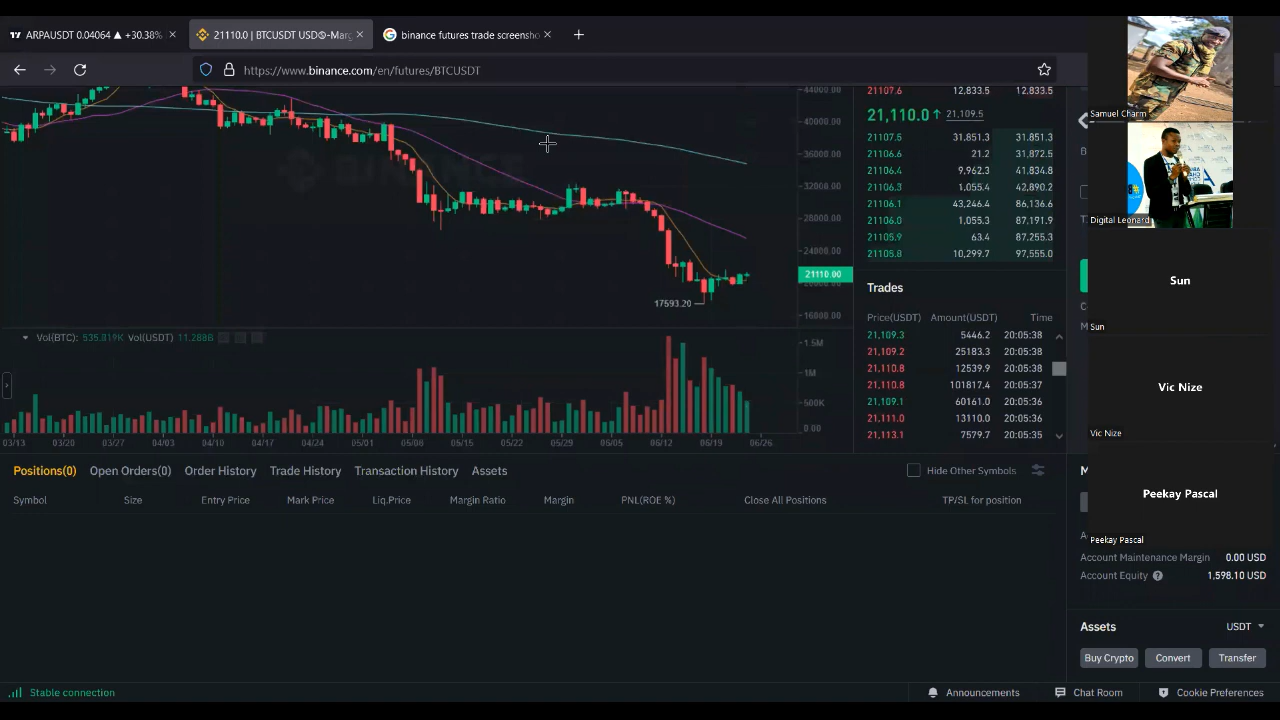 ARPAUSDT 0.04064 ▲ +30.38%
21110.0 | BTCUSDT USDⓈ-Marg
binance futures trade screensho
https://www.binance.com/en/futures/BTCUSDT
44000.00
40000.00
36000.00
32000.00
28000.00
24000.00
21110.00
16000.00
17593.20
Vol(BTC): 535.819K Vol(USDT) 11.288B
1.5M
1M
500K
0.00
03/13 03/20 03/27 04/03 04/10 04/17 04/24 05/01 05/08 05/15 05/22 05/29 06/05 06/12 06/19 06/26
21107.6 12,833.5 12,833.5
21,110.0↑ 21,109.5
21107.5 31,851.3 31,851.3
21106.6 21.2 31,872.5
21106.4 9,962.3 41,834.8
21106.3 1,055.4 42,890.2
21106.1 43,246.4 86,136.6
21106.0 1,055.3 87,191.9
21105.9 63.4 87,255.3
21105.8 10,299.7 97,555.0
Trades
Price(USDT) Amount(USDT) Time
21,109.3 5446.2 20:05:38
21,109.2 25183.3 20:05:38
21,110.8 12539.9 20:05:38
21,110.8 101817.4 20:05:37
21,109.1 60161.0 20:05:36
21,111.0 13110.0 20:05:36
21,113.1 7579.7 20:05:35
Positions(0) Open Orders(0) Order History Trade History Transaction History Assets
Hide Other Symbols
Symbol Size Entry Price Mark Price Liq.Price Margin Ratio Margin PNL(ROE %) Close All Positions TP/SL for position
Samuel Charm
Digital Leonard
Sun
Sun
Vic Nize
Vic Nize
Peekay Pascal
Peekay Pascal
Account Maintenance Margin 0.00 USD
Account Equity 1,598.10 USD
Assets USDT
Buy Crypto Convert Transfer
Stable connection
Announcements Chat Room Cookie Preferences